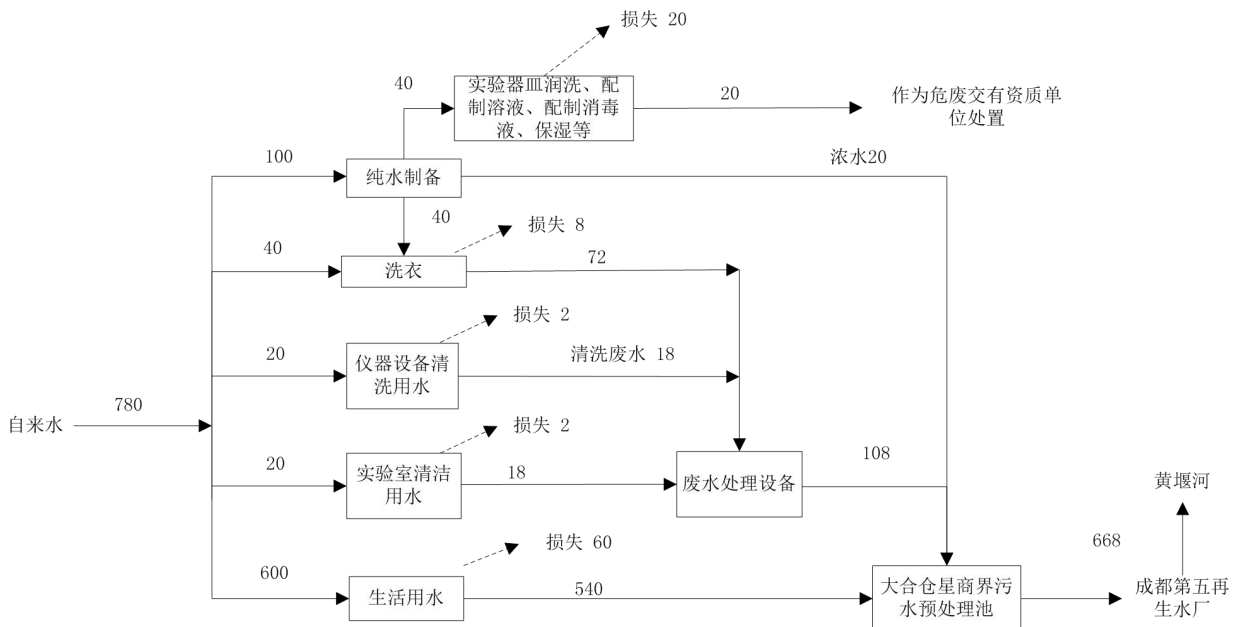 损失 20
40
实验器皿润洗、配
制溶液、配制消毒
液、保湿等
20
作为危废交有资质单
位处置
100
纯水制备
浓水20
40
损失 8
40
洗衣
72
损失 2
20
仪器设备清
洗用水
清洗废水 18
自来水
780
损失 2
20
实验室清洁
用水
18
废水处理设备
108
黄堰河
损失 60
600
生活用水
540
大合仓星商界污
水预处理池
668
成都第五再
生水厂